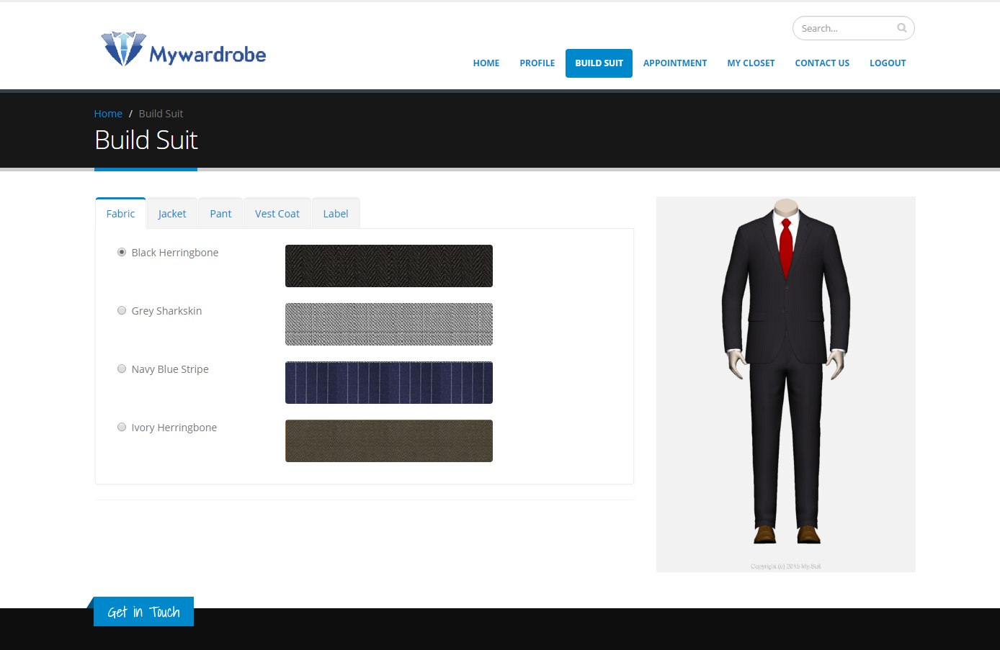 Search...
Mywardrobe
HOME PROFILE BUILD SUIT APPOINTMENT MY CLOSET CONTACT US LOGOUT
Home / Build Suit
Build Suit
Fabric Jacket Pant Vest Coat Label
Black Herringbone
Grey Sharkskin
Navy Blue Stripe
Ivory Herringbone
Copyright (c) 2015 My.Suit
Get in Touch